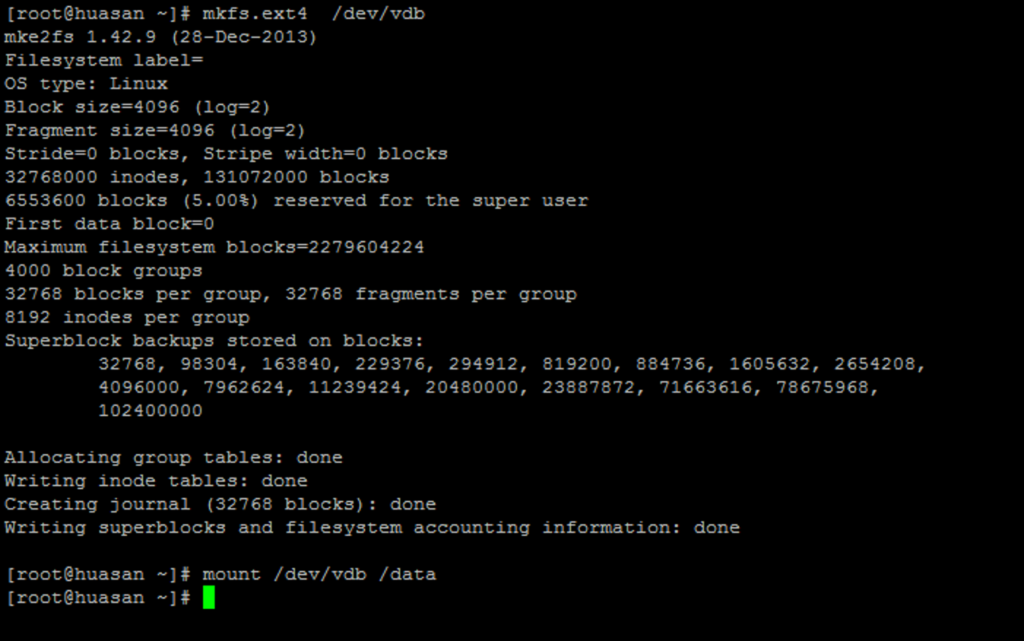 [root@huasan ~]# mkfs.ext4  /dev/vdb
mke2fs 1.42.9 (28-Dec-2013)
Filesystem label=
OS type: Linux
Block size=4096 (log=2)
Fragment size=4096 (log=2)
Stride=0 blocks, Stripe width=0 blocks
32768000 inodes, 131072000 blocks
6553600 blocks (5.00%) reserved for the super user
First data block=0
Maximum filesystem blocks=2279604224
4000 block groups
32768 blocks per group, 32768 fragments per group
8192 inodes per group
Superblock backups stored on blocks:
        32768, 98304, 163840, 229376, 294912, 819200, 884736, 1605632, 2654208,
        4096000, 7962624, 11239424, 20480000, 23887872, 71663616, 78675968,
        102400000
Allocating group tables: done
Writing inode tables: done
Creating journal (32768 blocks): done
Writing superblocks and filesystem accounting information: done
[root@huasan ~]# mount /dev/vdb /data
[root@huasan ~]#